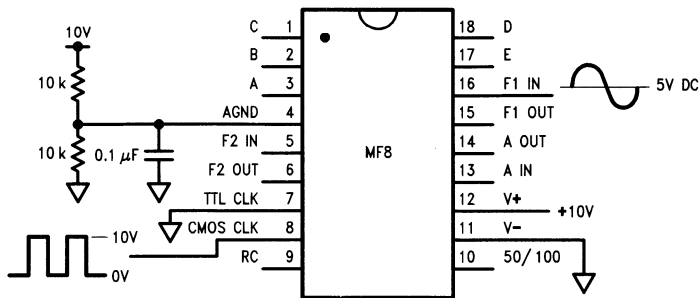 10V
10 k
10 k
0.1 μF
C 1
B 2
A 3
AGND 4
F2 IN 5
F2 OUT 6
TTL CLK 7
CMOS CLK 8
RC 9
10V
0V
MF8
18 D
17 E
16 F1 IN
15 F1 OUT
14 A OUT
13 A IN
12 V+
11 V-
10 50/100
5V DC
+10V